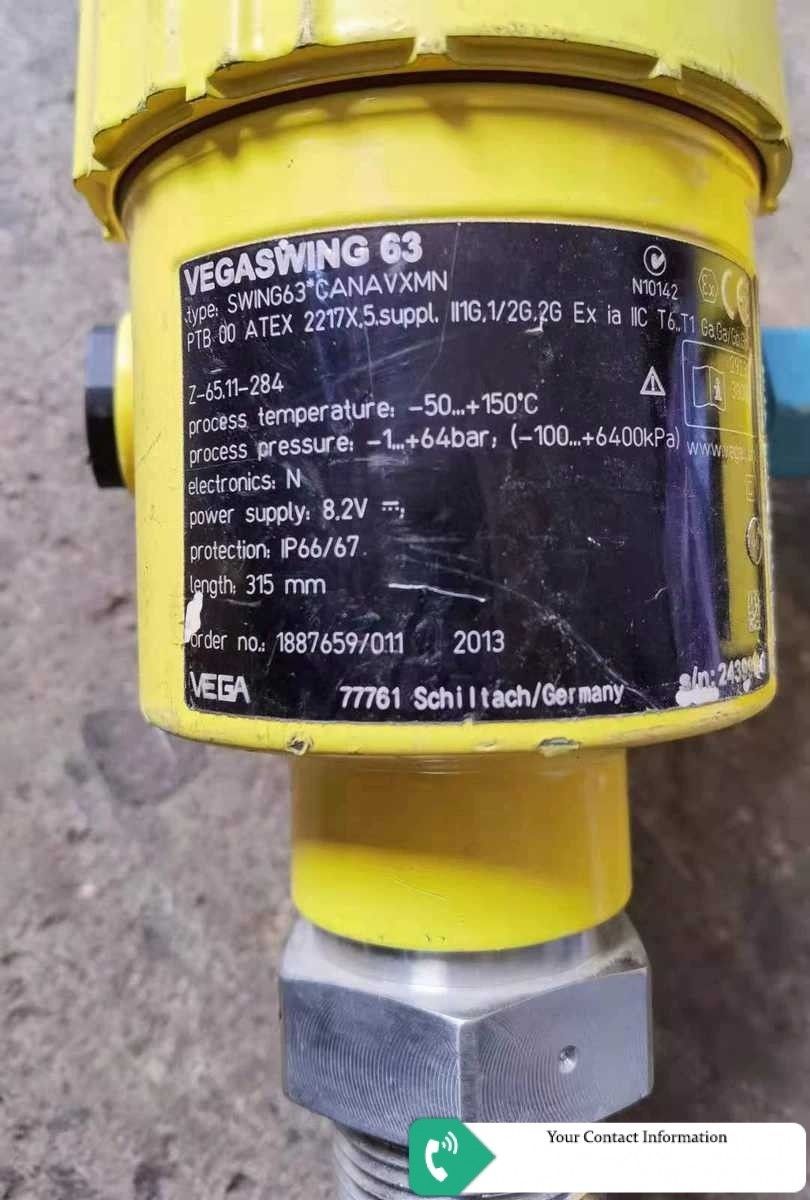 VEGASWING 63
type: SWING63*CANAVXMN
N10142
PTB 00 ATEX 2217X,5.suppl. II1G,1/2G,2G Ex ia IIC T6..T1 Ga,Ga/Gb
Z-65.11-284
process temperature: -50...+150°C
process pressure: -1...+64bar, (-100...+6400kPa)
electronics: N
power supply: 8,2V
protection: IP66/67
length: 315 mm
order no.: 1887659/011 2013
VEGA
77761 Schiltach/Germany
s/n:
Your Contact Information